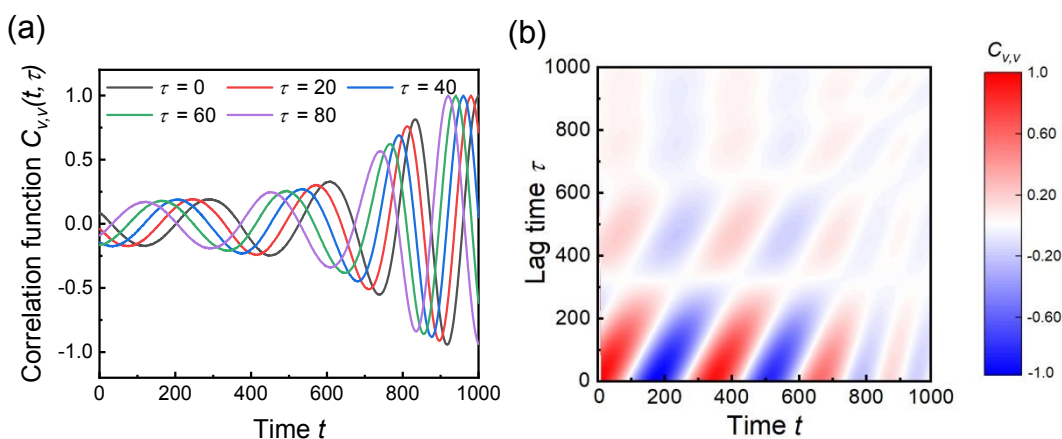 (a)
Correlation function C_{v,v}(t, τ)
1.0
0.5
0.0
-0.5
-1.0
τ = 0 τ = 20 τ = 40
τ = 60 τ = 80
0 200 400 600 800 1000
Time t
(b)
Lag time τ
1000
800
600
400
200
0
0 200 400 600 800 1000
Time t
C_{v,v}
1.0
0.60
0.20
-0.20
-0.60
-1.0